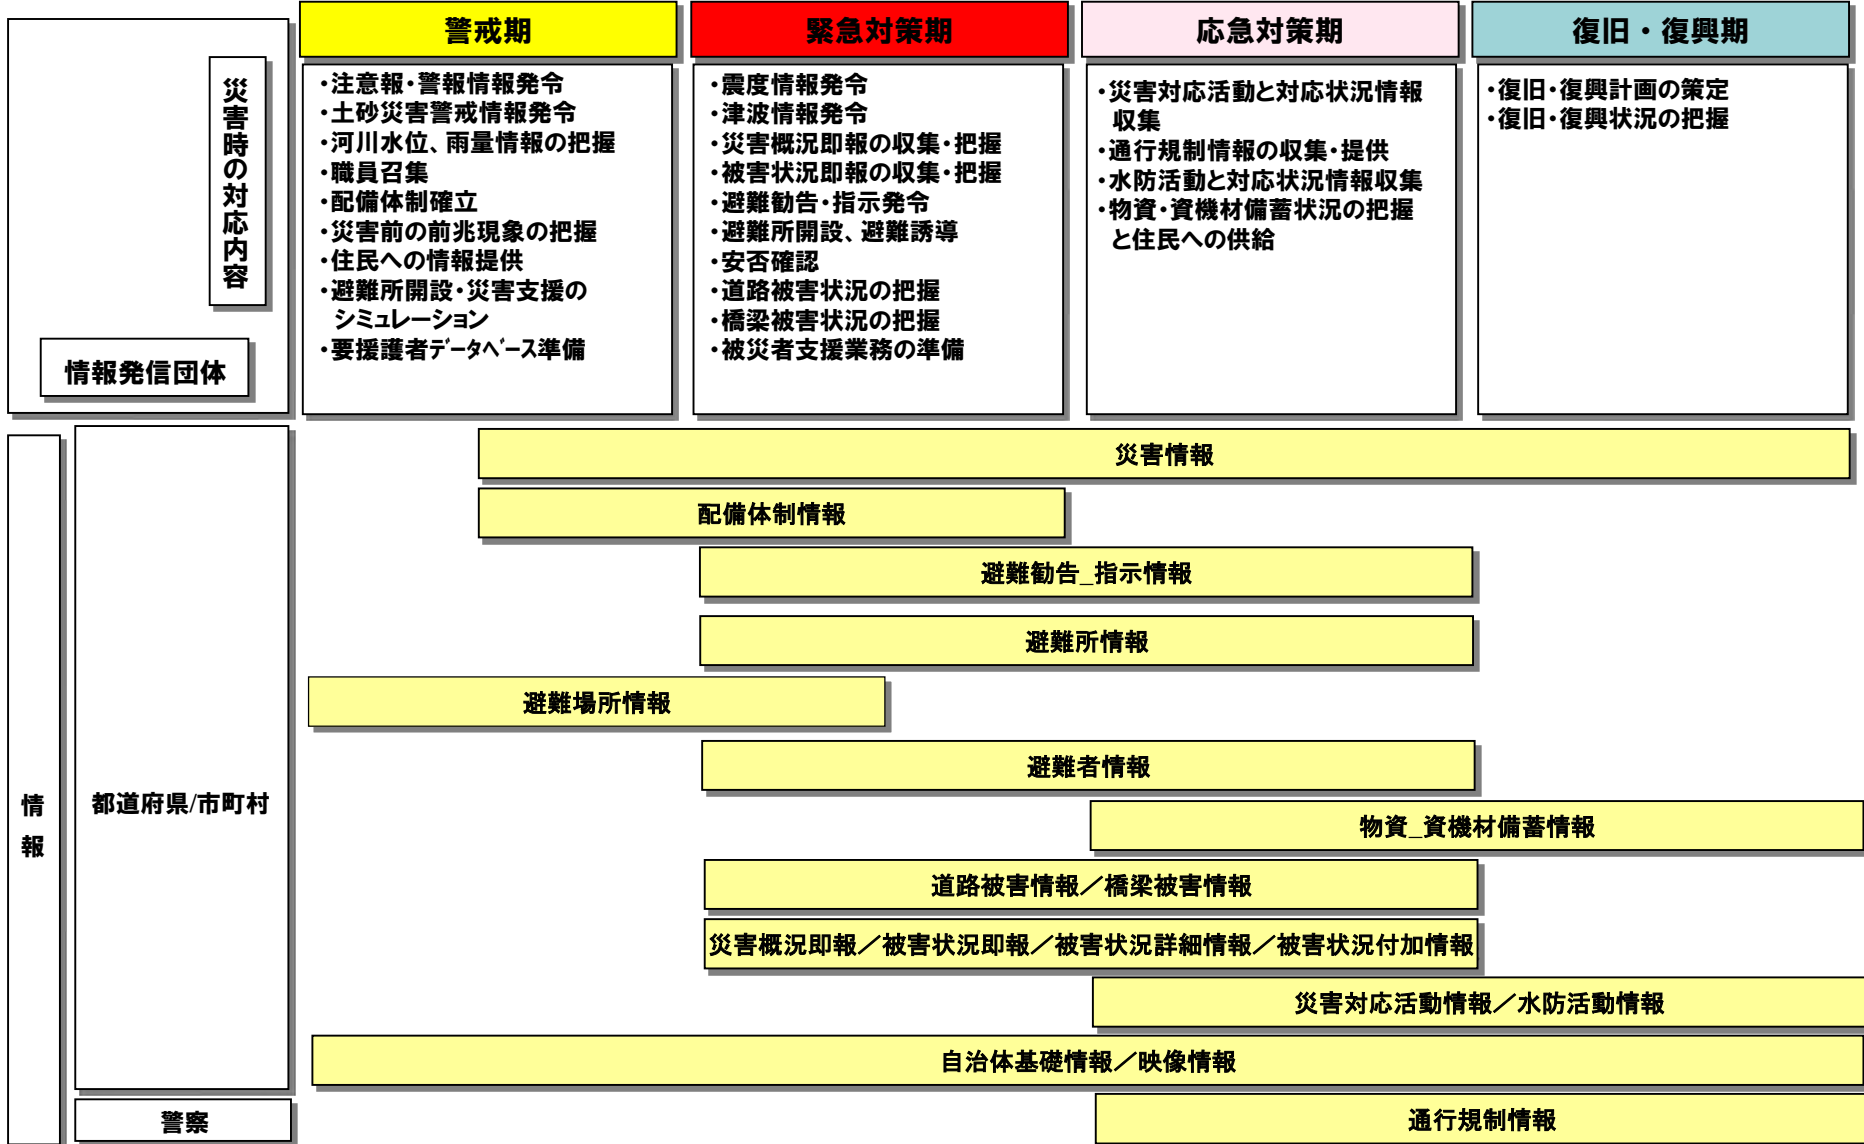 警戒期
緊急対策期
応急対策期
復旧・復興期
災害時の対応内容
情報発信団体
・注意報・警報情報発令
・土砂災害警戒情報発令
・河川水位、雨量情報の把握
・職員召集
・配備体制確立
・災害前の前兆現象の把握
・住民への情報提供
・避難所開設・災害支援の
シミュレーション
・要援護者データベース準備
・震度情報発令
・津波情報発令
・災害概況即報の収集・把握
・被害状況即報の収集・把握
・避難勧告・指示発令
・避難所開設、避難誘導
・安否確認
・道路被害状況の把握
・橋梁被害状況の把握
・被災者支援業務の準備
・災害対応活動と対応状況情報
収集
・通行規制情報の収集・提供
・水防活動と対応状況情報収集
・物資・資機材備蓄状況の把握
と住民への供給
・復旧・復興計画の策定
・復旧・復興状況の把握
情報
都道府県/市町村
災害情報
配備体制情報
避難勧告_指示情報
避難所情報
避難場所情報
避難者情報
物資_資機材備蓄情報
道路被害情報／橋梁被害情報
災害概況即報／被害状況即報／被害状況詳細情報／被害状況付加情報
災害対応活動情報／水防活動情報
自治体基礎情報／映像情報
警察
通行規制情報